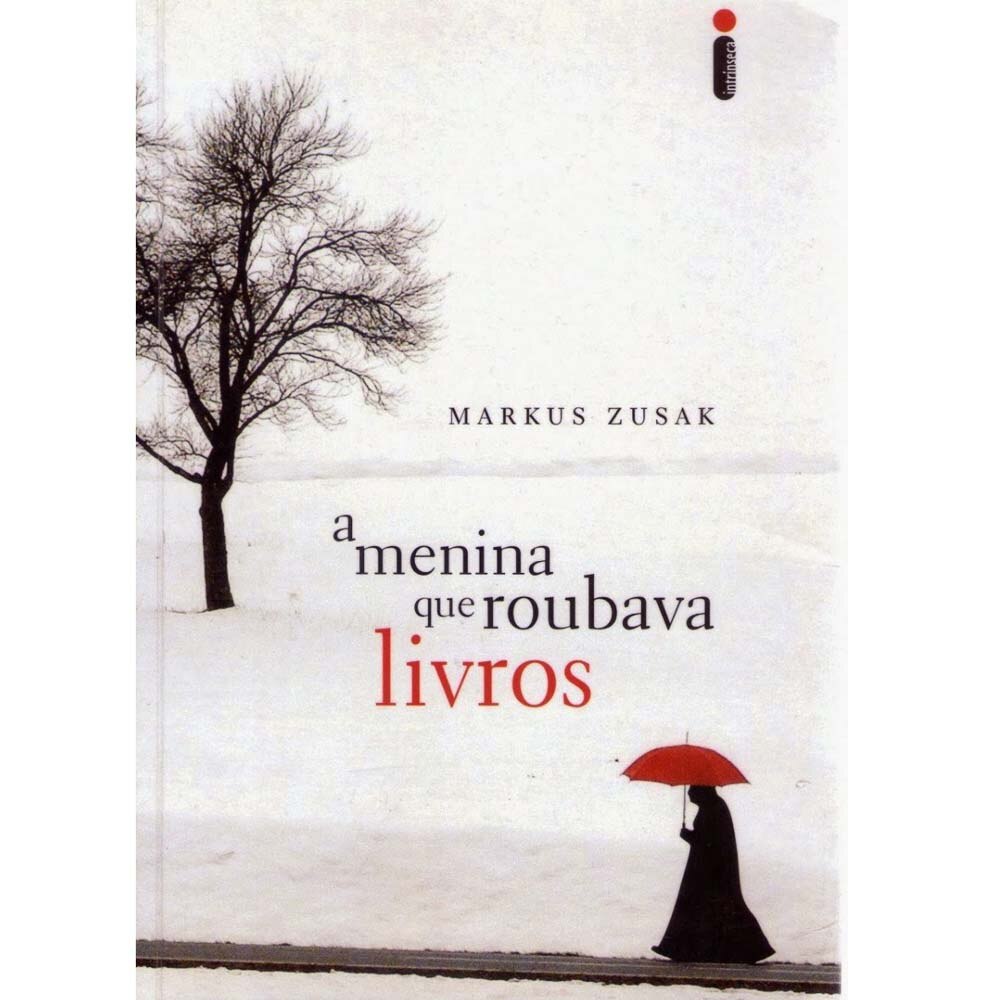 intrínseca
MARKUS ZUSAK
a
menina
que roubava
livros